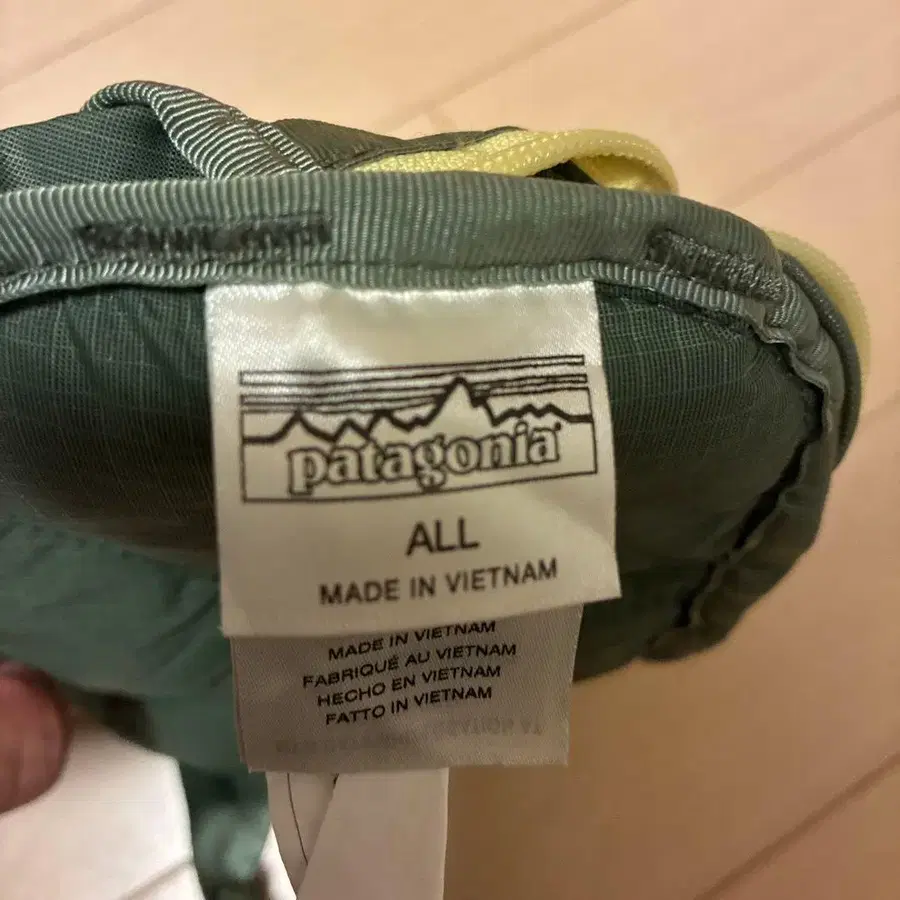 patagonia®
ALL
MADE IN VIETNAM
MADE IN VIETNAM
FABRIQUÉ AU VIETNAM
HECHO EN VIETNAM
FATTO IN VIETNAM